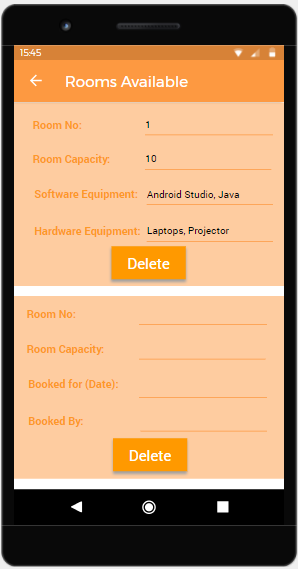 15:45
Rooms Available
Room No: 1
Room Capacity: 10
Software Equipment: Android Studio, Java
Hardware Equipment: Laptops, Projector
Delete
Room No:
Room Capacity:
Booked for (Date):
Booked By:
Delete